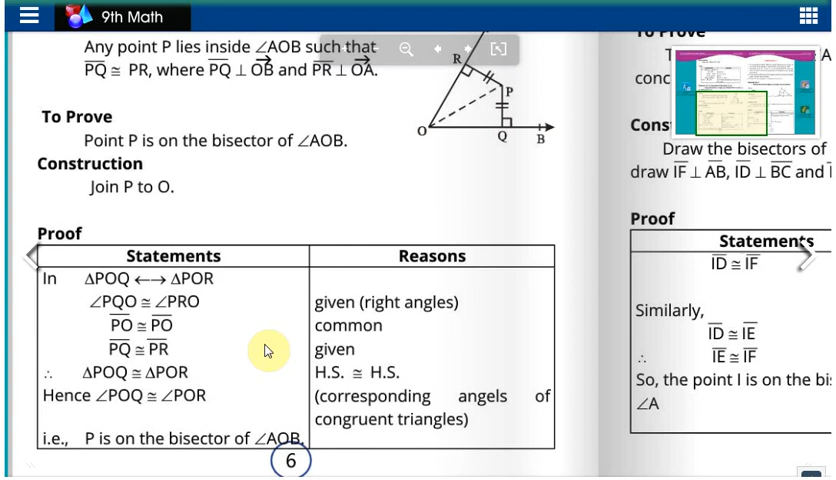 9th Math
Any point P lies inside ∠AOB such that
PQ ≅ PR, where PQ ⊥ OB and PR ⊥ OA.
R
P
O
Q
B
To Prove
Point P is on the bisector of ∠AOB.
Construction
Join P to O.
Proof
Statements
Reasons
In ΔPOQ ←→ ΔPOR
∠PQO ≅ ∠PRO
given (right angles)
PO ≅ PO
common
PQ ≅ PR
given
∴ ΔPOQ ≅ ΔPOR
H.S. ≅ H.S.
Hence ∠POQ ≅ ∠POR
(corresponding angels of
congruent triangles)
i.e., P is on the bisector of ∠AOB.
6
To Prove
T
conc
Cons
Draw the bisectors of
draw IF ⊥ AB, ID ⊥ BC and
Proof
Statements
ID ≅ IF
Similarly,
ID ≅ IE
∴ IE ≅ IF
So, the point I is on the bi
∠A